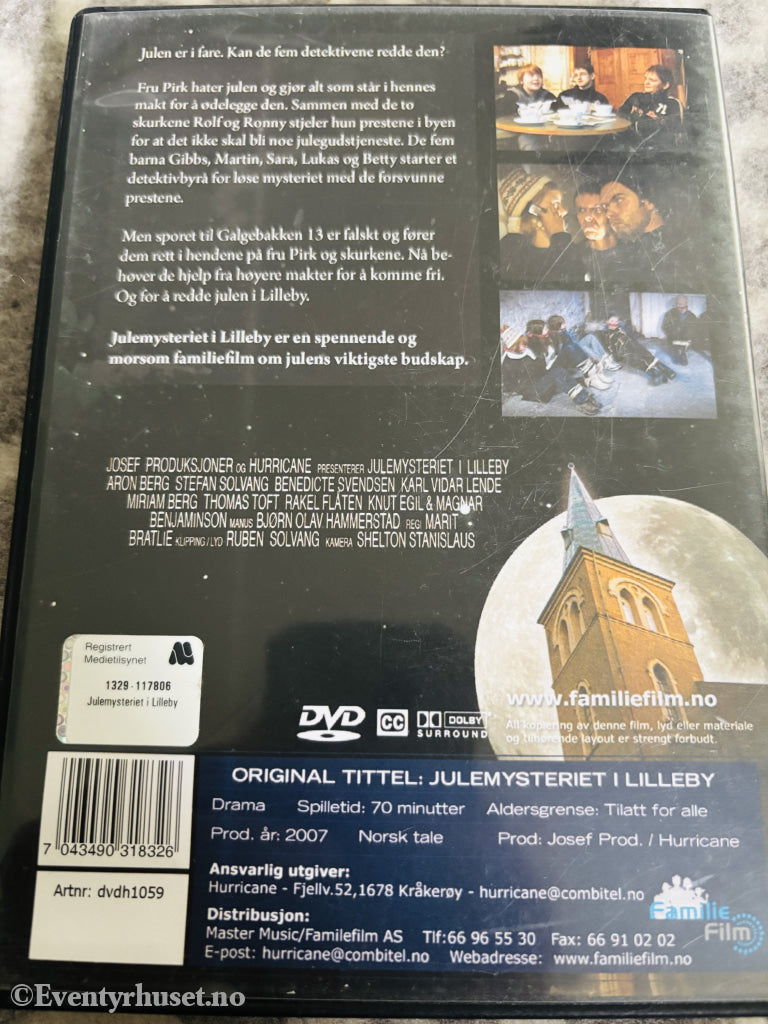 Julen er i fare. Kan de fem detektivene redde den?
Fru Pirk hater julen og gjør alt som står i hennes
makt for å ødelegge den. Sammen med de to
skurkene Rolf og Ronny stjeler hun prestene i byen
for at det ikke skal bli noe julegudstjeneste. De fem
barna Gibbs, Martin, Sara, Lukas og Betty starter et
detektivbyrå for løse mysteriet med de forsvunne
prestene.
Men sporet til Galgebakken 13 er falskt og fører
dem rett i hendene på fru Pirk og skurkene. Nå be-
høver de hjelp fra høyere makter for å komme fri.
Og for å redde julen i Lilleby.
Julemysteriet i Lilleby er en spennende og
morsom familiefilm om julens viktigste budskap.
JOSEF PRODUKSJONER OG HURRICANE PRESENTERER JULEMYSTERIET I LILLEBY
ARON BERG STEFAN SOLVANG BENEDICTE SVENDSEN KARL VIDAR LENDE
MIRIAM BERG THOMAS TOFT RAKEL FLATEN KNUT EGIL & MAGNAR
BENJAMINSON MANUS BJØRN OLAV HAMMERSTAD REGI MARIT
BRATLIE KLIPPING/LYD RUBEN SOLVANG KAMERA SHELTON STANISLAUS
Registrert
Medietilsynet
1329-117806
Julemysteriet i Lilleby
DVD CC DOLBY
SURROUND
www.familiefilm.no
All kopiering av denne film, lyd eller materiale
og tilhørende layout er strengt forbudt.
7 043490 318326
Artnr: dvdh1059
ORIGINAL TITTEL: JULEMYSTERIET I LILLEBY
Drama Spilletid: 70 minutter Aldersgrense: Tilatt for alle
Prod. år: 2007 Norsk tale Prod: Josef Prod. / Hurricane
Ansvarlig utgiver:
Hurricane - Fjellv.52,1678 Kråkerøy - hurricane@combitel.no
Distribusjon:
Master Music/Familefilm AS Tlf:66 96 55 30 Fax: 66 91 02 02
E-post: hurricane@combitel.no Webadresse: www.familiefilm.no
Familie
Film
©Eventyrhuset.no